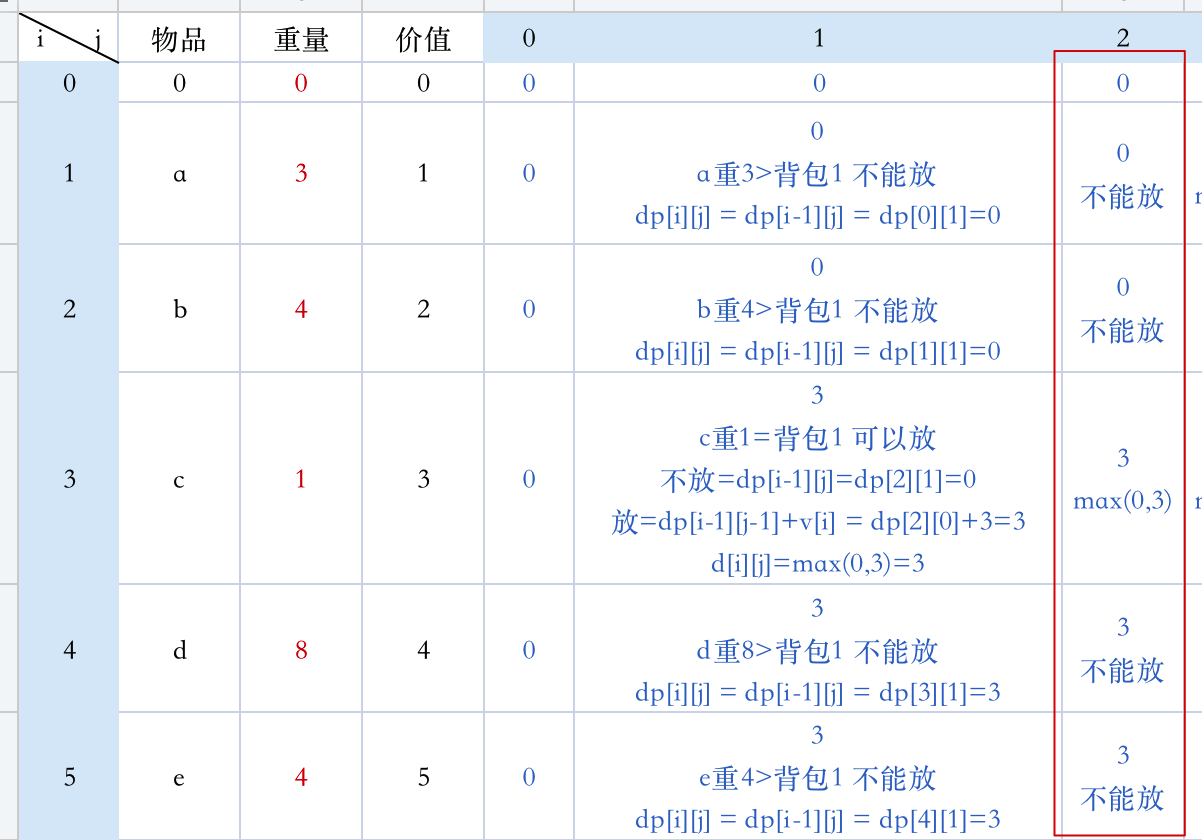 i j 物品 重量 价值 0 1 2
0 0 0 0 0 0 0
1 a 3 1 0
0
a重3>背包1 不能放
dp[i][j] = dp[i-1][j] = dp[0][1]=0
0
不能放
2 b 4 2 0
0
b重4>背包1 不能放
dp[i][j] = dp[i-1][j] = dp[1][1]=0
0
不能放
3 c 1 3 0
3
c重1=背包1 可以放
不放=dp[i-1][j]=dp[2][1]=0
放=dp[i-1][j-1]+v[i] = dp[2][0]+3=3
d[i][j]=max(0,3)=3
3
max(0,3)
4 d 8 4 0
3
d重8>背包1 不能放
dp[i][j] = dp[i-1][j] = dp[3][1]=3
3
不能放
5 e 4 5 0
3
e重4>背包1 不能放
dp[i][j] = dp[i-1][j] = dp[4][1]=3
3
不能放